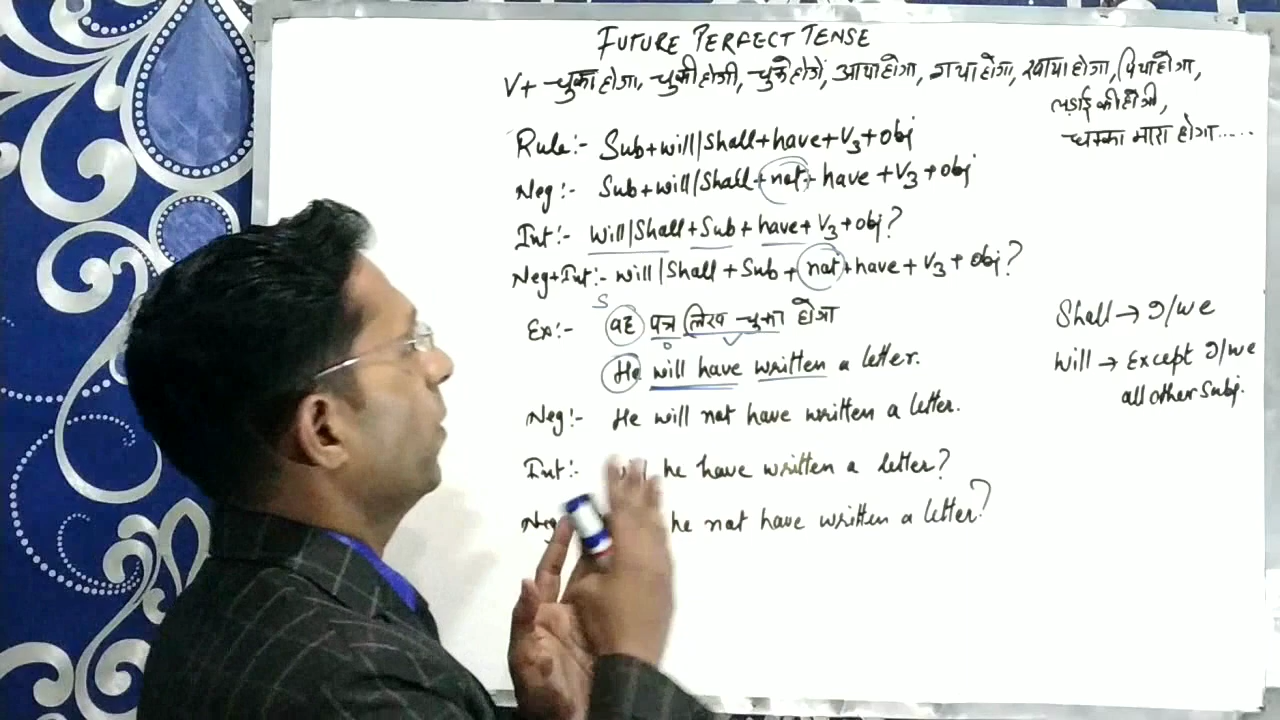 FUTURE PERFECT TENSE
V+ चुका होगा, चुकी होगी, चुके होगें, आया होगा, गया होगा, खाया होगा, पिया होगा,
लड़ाई की होगी,
धक्का मारा होगा.....
Rule:- Sub+will/Shall+have+V3+obj
Neg:- Sub+will/Shall+not+have+V3+obj
Int:- will/Shall+Sub+have+V3+obj?
Neg+Int:- will/Shall+Sub+not+have+V3+obj?
S
Ex:- वह पत्र लिख चुका होगा
O V
He will have written a letter.
Neg:- He will not have written a letter.
Int:- will he have written a letter?
Neg he not have written a letter?
Shall → I/we
will → Except I/we
all other Subj.